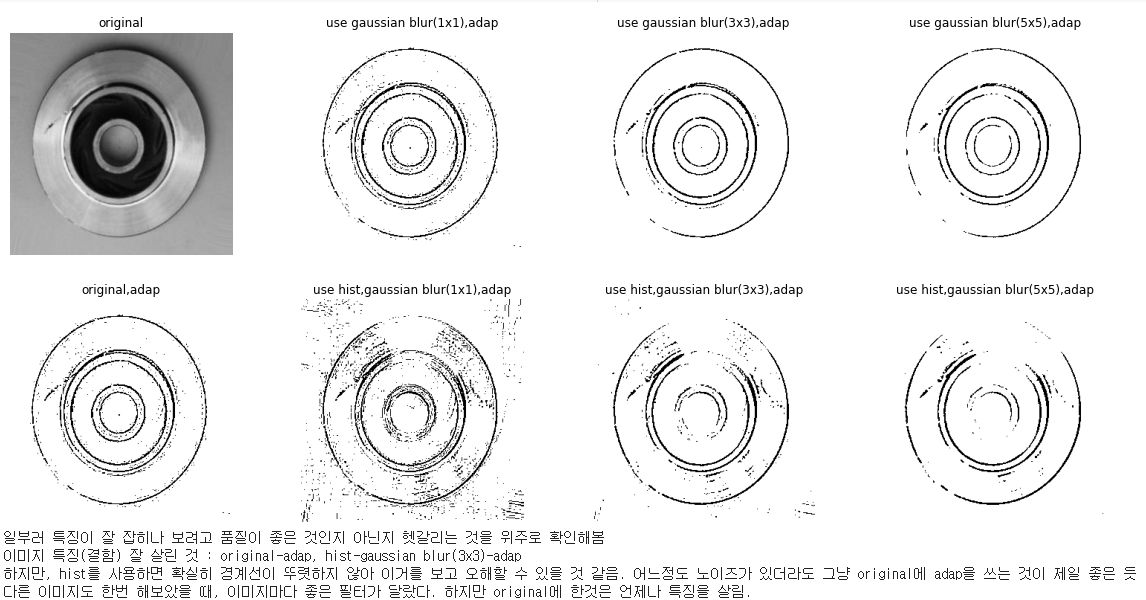 original
use gaussian blur(1x1),adap
use gaussian blur(3x3),adap
use gaussian blur(5x5),adap
original,adap
use hist,gaussian blur(1x1),adap
use hist,gaussian blur(3x3),adap
use hist,gaussian blur(5x5),adap
일부러 특징이 잘 잡히나 보려고 품질이 좋은 것인지 아닌지 헷갈리는 것을 위주로 확인해봄
이미지 특징(결함) 잘 살린 것 : original-adap, hist-gaussian blur(3x3)-adap
하지만, hist를 사용하면 확실히 경계선이 뚜렷하지 않아 이거를 보고 오해할 수 있을 것 같음. 어느정도 노이즈가 있더라도 그냥 original에 adap을 쓰는 것이 제일 좋은 듯
다른 이미지도 한번 해보았을 때, 이미지마다 좋은 필터가 달랐다. 하지만 original에 한것은 언제나 특징을 살림.